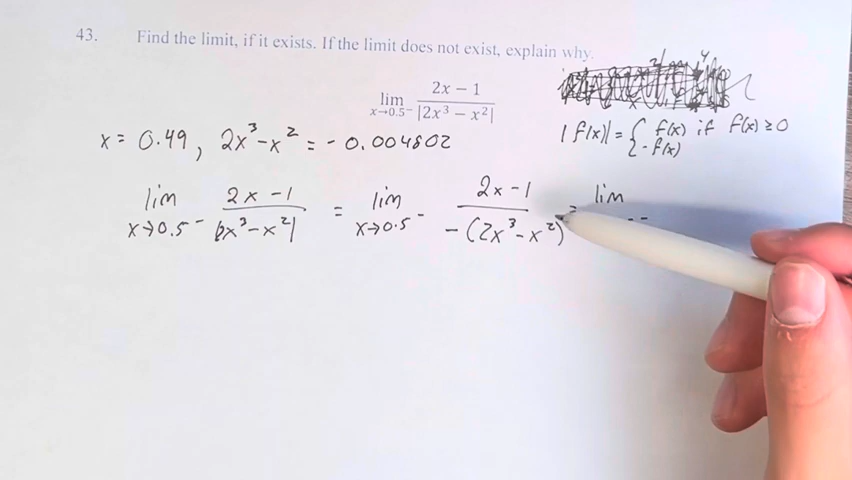 43. Find the limit, if it exists. If the limit does not exist, explain why.
lim x→0.5⁻ (2x − 1)/|2x³ − x²|
|f(x)| = { f(x) if f(x) ≥ 0
{ -f(x)
x = 0.49, 2x³-x² = -0.004802
lim x→0.5⁻ (2x-1)/|2x³-x²| = lim x→0.5⁻ (2x-1)/-(2x³-x²) = lim